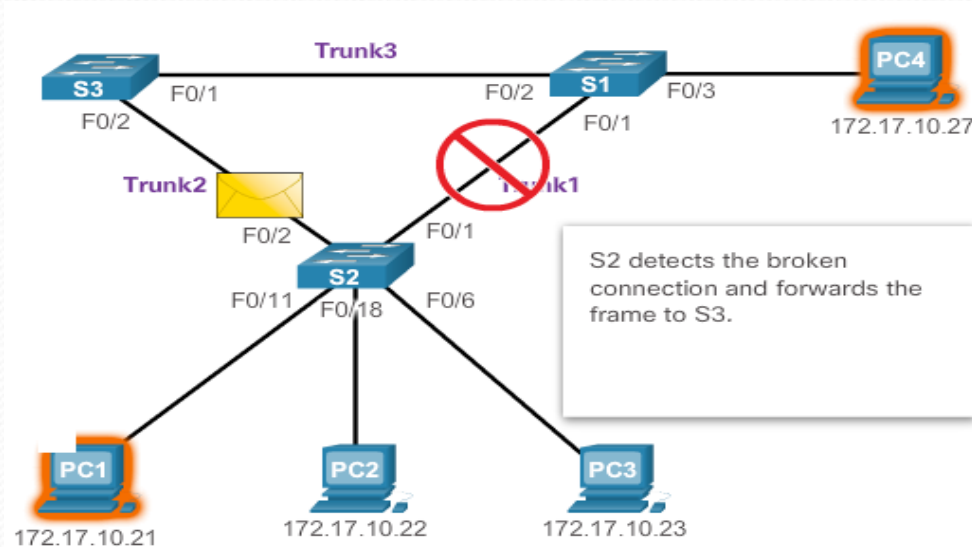 Trunk3
S3
F0/1
F0/2
S1
F0/3
PC4
F0/2
F0/1
172.17.10.27
Trunk2
Trunk1
F0/2
F0/1
S2
S2 detects the broken
connection and forwards the
frame to S3.
F0/11
F0/18
F0/6
PC1
PC2
PC3
172.17.10.21
172.17.10.22
172.17.10.23